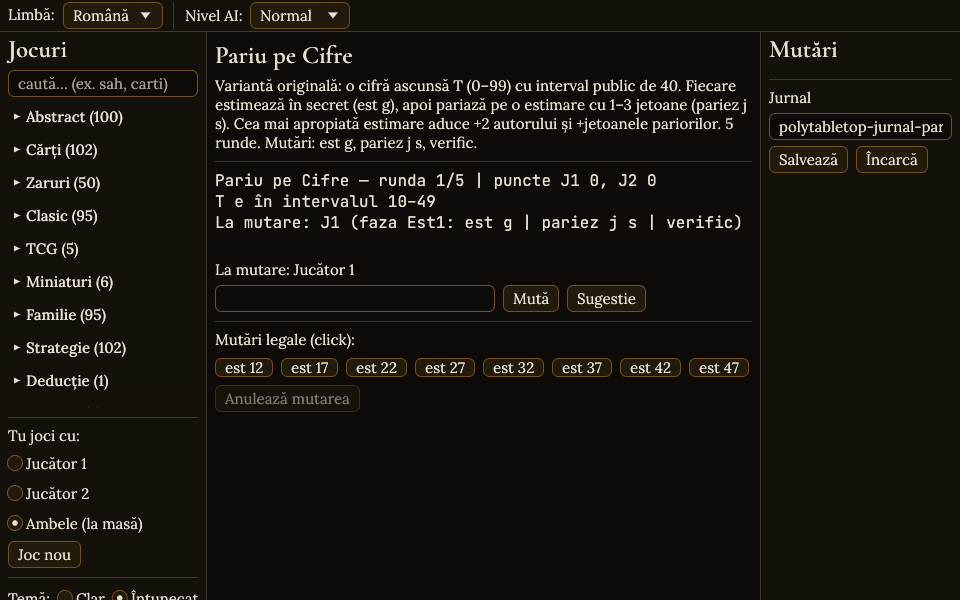 Limbă: Română ▼ Nivel AI: Normal ▼
Jocuri
caută... (ex. sah, carti)
▸ Abstract (100)
▸ Cărți (102)
▸ Zaruri (50)
▸ Clasic (95)
▸ TCG (5)
▸ Miniaturi (6)
▸ Familie (95)
▸ Strategie (102)
▸ Deducție (1)
Tu joci cu:
Jucător 1
Jucător 2
Ambele (la masă)
Joc nou
Temă: Clar Întunecat
Pariu pe Cifre
Variantă originală: o cifră ascunsă T (0–99) cu interval public de 40. Fiecare
estimează în secret (est g), apoi pariază pe o estimare cu 1–3 jetoane (pariez j
s). Cea mai apropiată estimare aduce +2 autorului și +jetoanele pariorilor. 5
runde. Mutări: est g, pariez j s, verific.
Pariu pe Cifre — runda 1/5 | puncte J1 0, J2 0
T e în intervalul 10–49
La mutare: J1 (faza Est1: est g | pariez j s | verific)
La mutare: Jucător 1
Mută Sugestie
Mutări legale (click):
est 12 est 17 est 22 est 27 est 32 est 37 est 42 est 47
Anulează mutarea
Mutări
Jurnal
polytabletop-jurnal-par
Salvează Încarcă